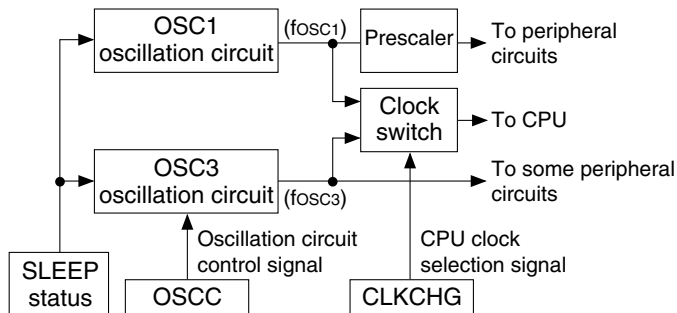 OSC1
oscillation circuit
(fOSC1)
Prescaler
To peripheral
circuits
Clock
switch
To CPU
OSC3
oscillation circuit
(fOSC3)
To some peripheral
circuits
Oscillation circuit
control signal
CPU clock
selection signal
SLEEP
status
OSCC
CLKCHG